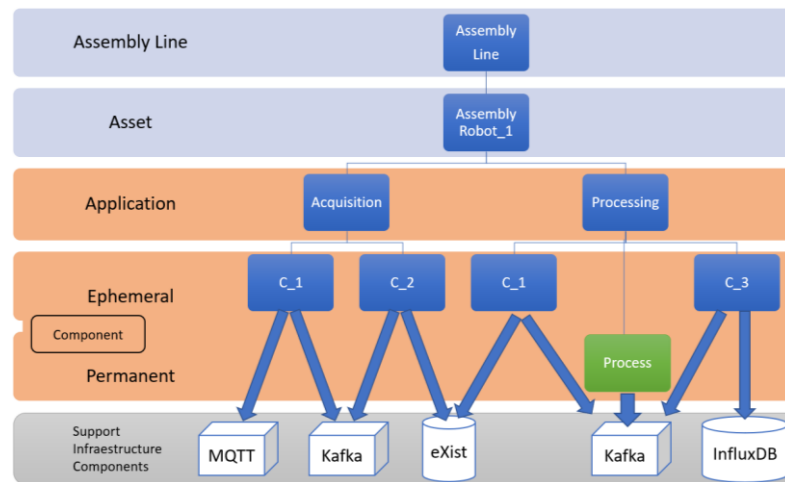 Assembly Line
Assembly
Line
Asset
Assembly
Robot_1
Application
Acquisition
Processing
Ephemeral
C_1
C_2
C_1
C_3
Component
Permanent
Process
Support
Infraestructure
Components
MQTT
Kafka
eXist
Kafka
InfluxDB